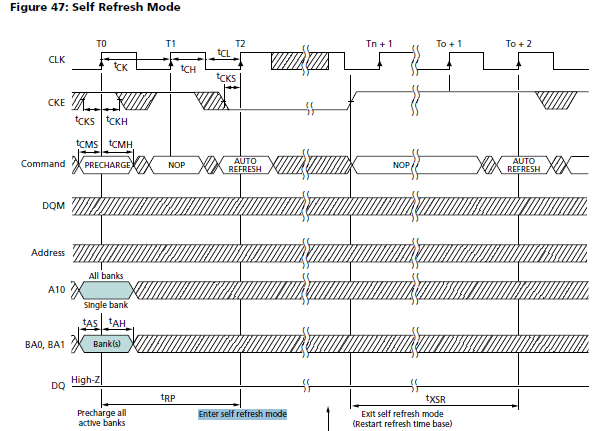 Figure 47: Self Refresh Mode
T0 T1 T2 Tn + 1 To + 1 To + 2
CLK
tCK tCH tCL
tCKS
CKE
tCKS tCKH
tCMS tCMH
Command PRECHARGE NOP AUTO REFRESH NOP AUTO REFRESH
DQM
Address
All banks
A10
Single bank
tAS tAH
BA0, BA1 Bank(s)
High-Z
DQ
tRP tXSR
Precharge all Enter self refresh mode Exit self refresh mode
active banks (Restart refresh time base)